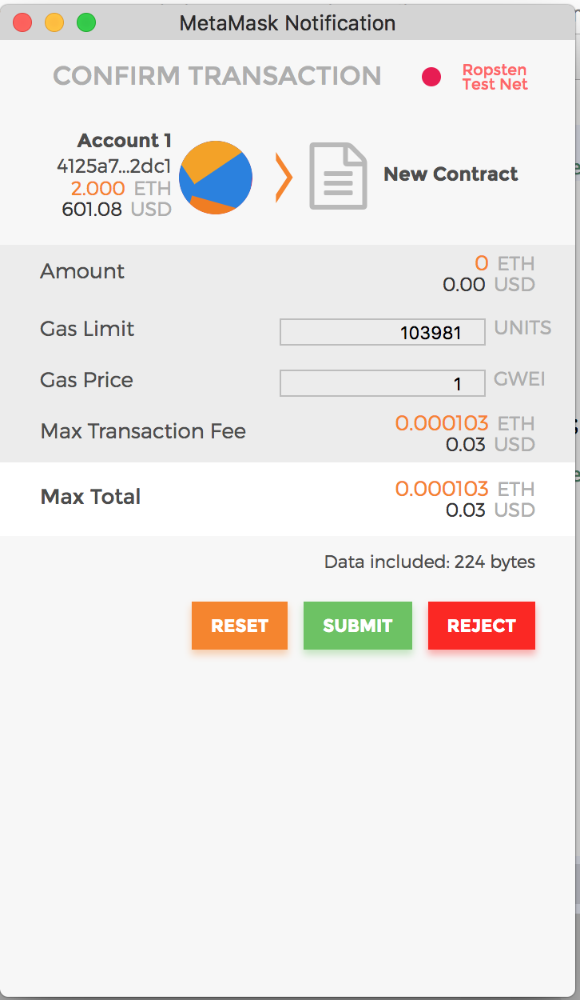 MetaMask Notification
CONFIRM TRANSACTION
Ropsten
Test Net
Account 1
4125a7...2dc1
2.000 ETH
601.08 USD
New Contract
Amount
0 ETH
0.00 USD
Gas Limit
103981 UNITS
Gas Price
1 GWEI
Max Transaction Fee
0.000103 ETH
0.03 USD
Max Total
0.000103 ETH
0.03 USD
Data included: 224 bytes
RESET
SUBMIT
REJECT